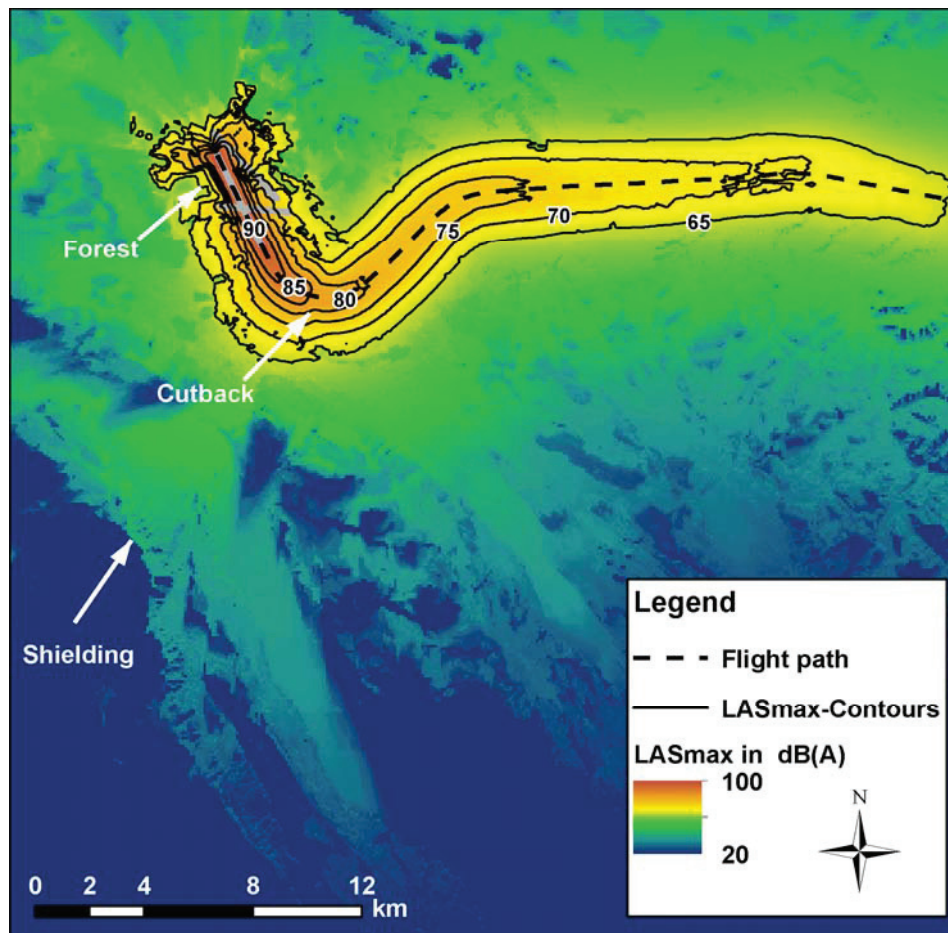 Forest
90
85
80
75
70
65
Cutback
Shielding
Legend
Flight path
LASmax-Contours
LASmax in dB(A)
100
20
N
0 2 4 8 12
km